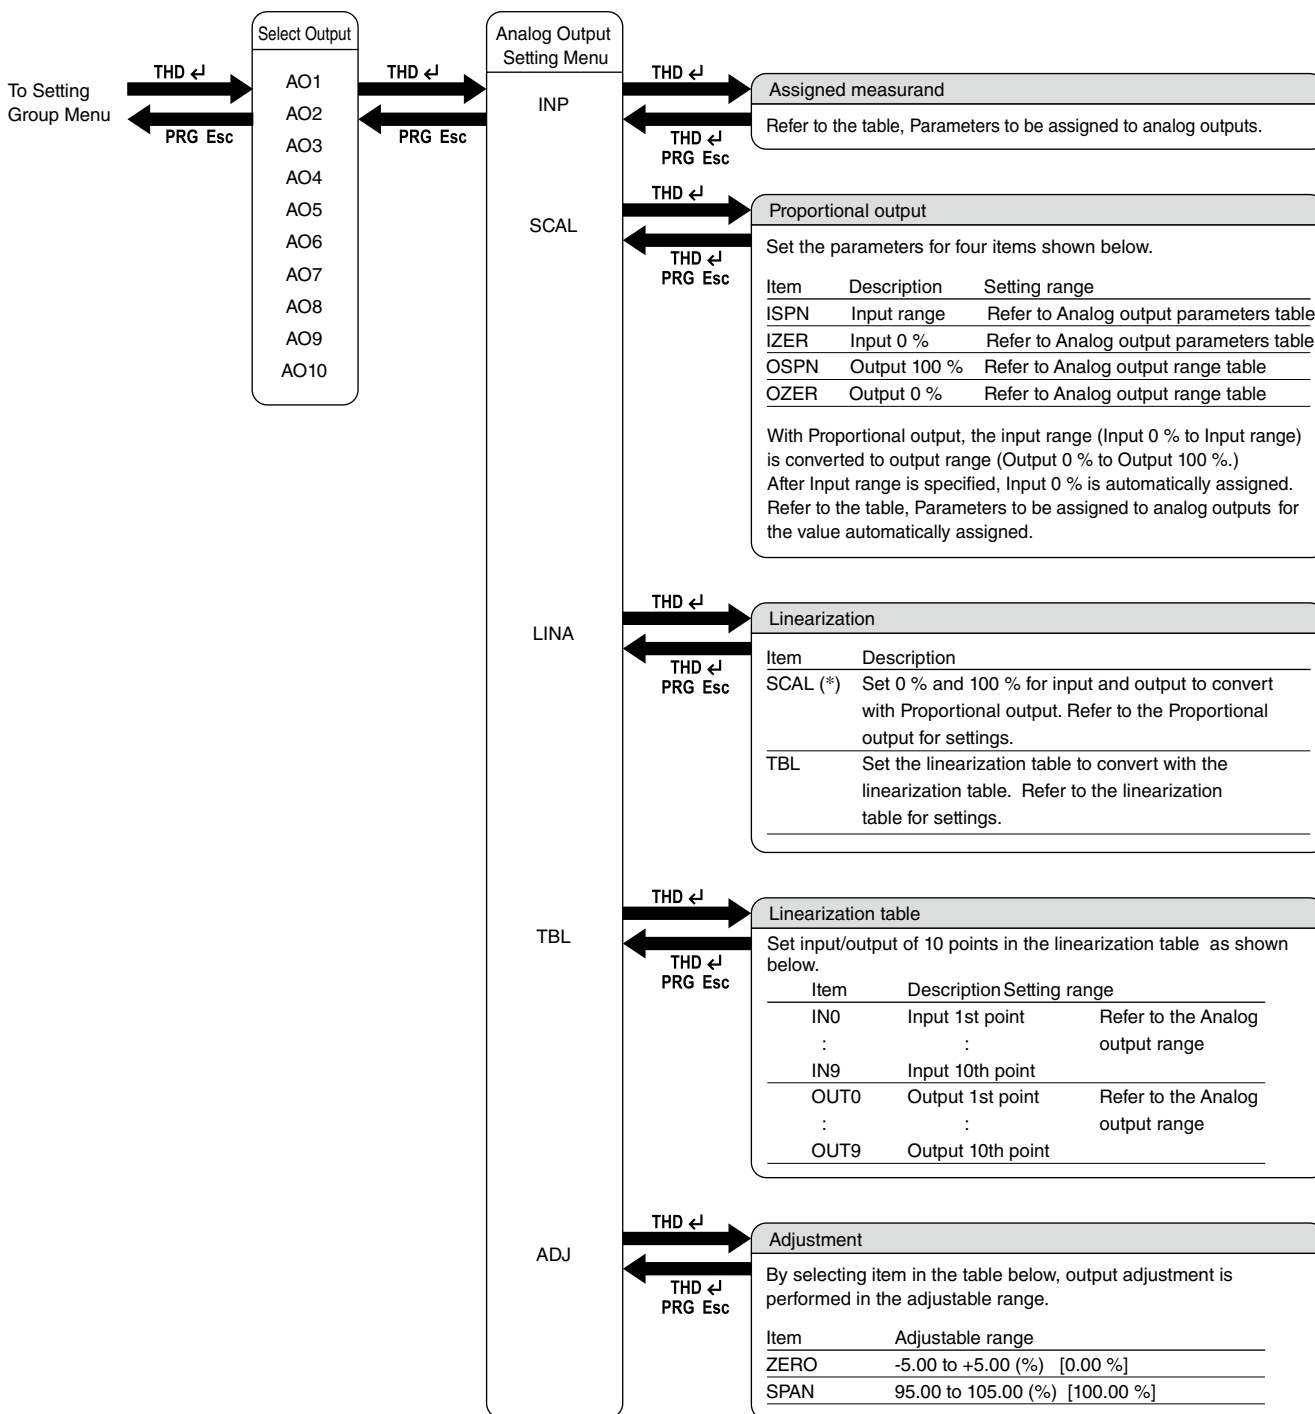 Select Output
Analog Output
Setting Menu
To Setting
Group Menu
THD ↵
PRG Esc
AO1
AO2
AO3
AO4
AO5
AO6
AO7
AO8
AO9
AO10
THD ↵
PRG Esc
INP
THD ↵
THD ↵
PRG Esc
Assigned measurand
Refer to the table, Parameters to be assigned to analog outputs.
SCAL
THD ↵
THD ↵
PRG Esc
Proportional output
Set the parameters for four items shown below.
Item Description Setting range
ISPN Input range Refer to Analog output parameters table
IZER Input 0 % Refer to Analog output parameters table
OSPN Output 100 % Refer to Analog output range table
OZER Output 0 % Refer to Analog output range table
With Proportional output, the input range (Input 0 % to Input range)
is converted to output range (Output 0 % to Output 100 %.)
After Input range is specified, Input 0 % is automatically assigned.
Refer to the table, Parameters to be assigned to analog outputs for
the value automatically assigned.
LINA
THD ↵
THD ↵
PRG Esc
Linearization
Item Description
SCAL (*) Set 0 % and 100 % for input and output to convert
with Proportional output. Refer to the Proportional
output for settings.
TBL Set the linearization table to convert with the
linearization table. Refer to the linearization
table for settings.
TBL
THD ↵
THD ↵
PRG Esc
Linearization table
Set input/output of 10 points in the linearization table as shown
below.
Item Description Setting range
IN0 Input 1st point Refer to the Analog
: : output range
IN9 Input 10th point
OUT0 Output 1st point Refer to the Analog
: : output range
OUT9 Output 10th point
ADJ
THD ↵
THD ↵
PRG Esc
Adjustment
By selecting item in the table below, output adjustment is
performed in the adjustable range.
Item Adjustable range
ZERO -5.00 to +5.00 (%) [0.00 %]
SPAN 95.00 to 105.00 (%) [100.00 %]